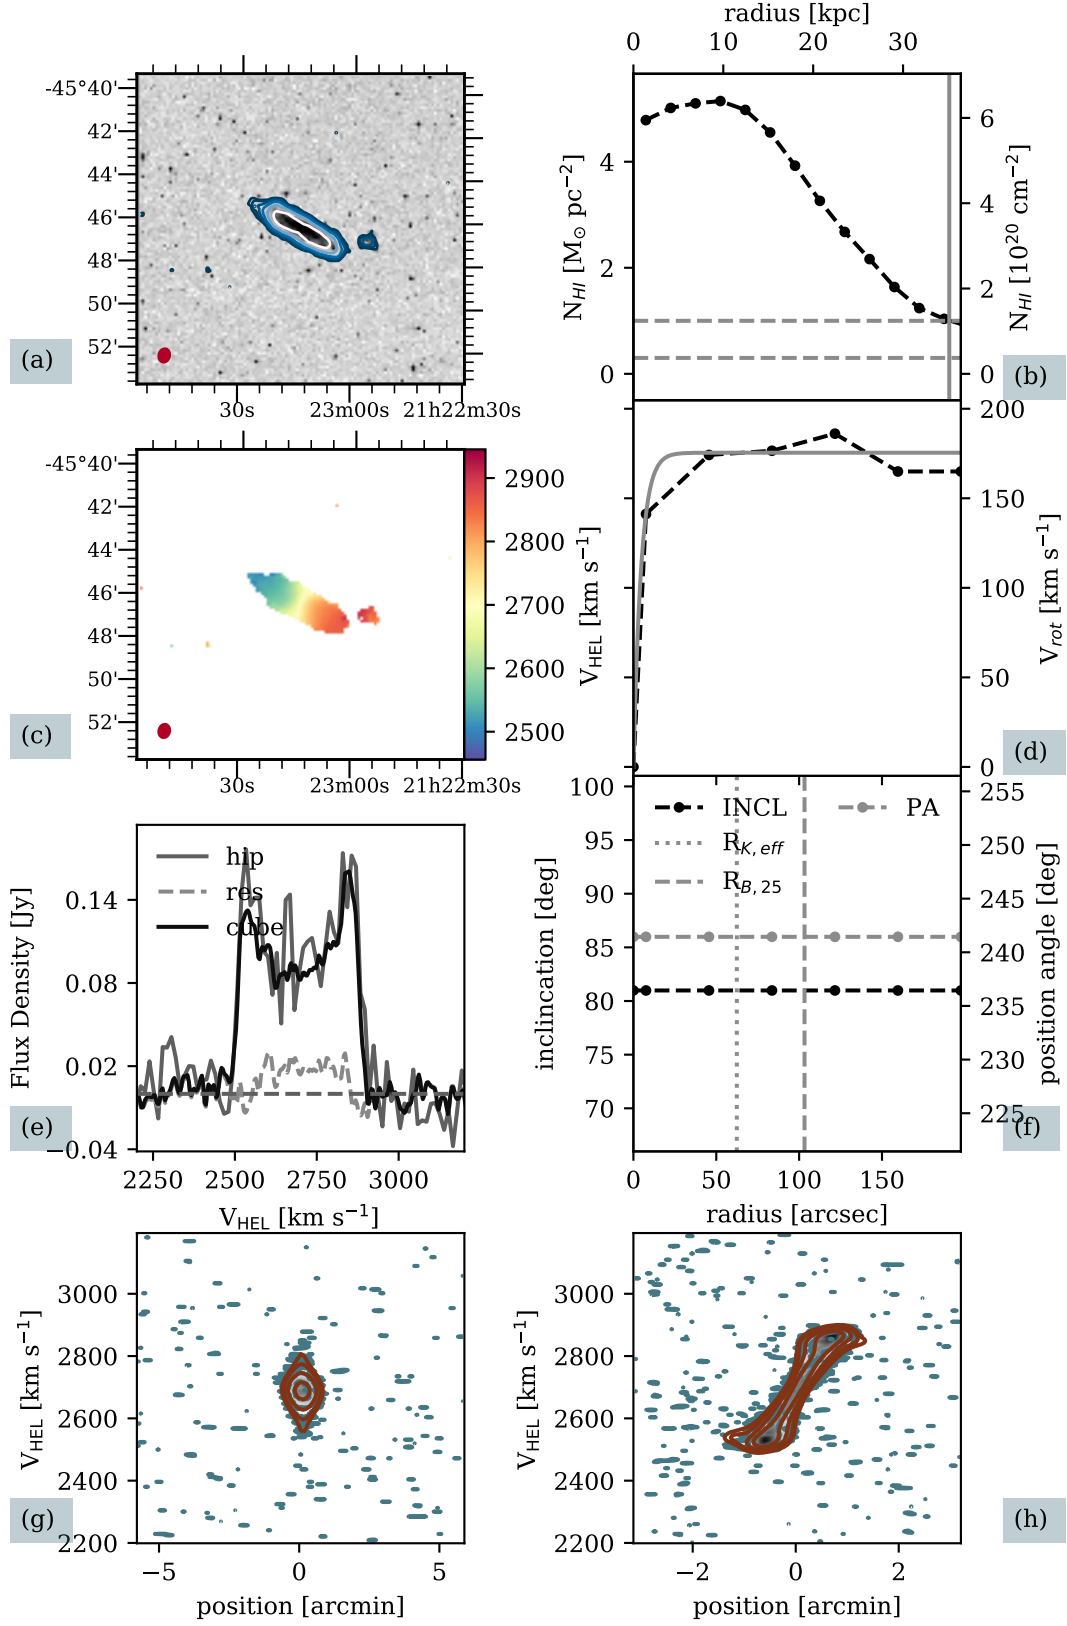 radius [kpc]
0 10 20 30
-45°40'
42'
44'
46'
48'
50'
52'
(a)
30s 23m00s 21h22m30s
N_HI [M_⊙ pc^−2]
4
2
0
N_HI [10^20 cm^−2]
6
4
2
0
(b)
-45°40'
42'
44'
46'
48'
50'
52'
(c)
30s 23m00s 21h22m30s
2900
2800
2700
2600
2500
V_HEL [km s^−1]
200
150
100
50
0
V_rot [km s^−1]
(d)
Flux Density [Jy]
0.14
0.08
0.02
−0.04
hip
res
cube
(e)
2250 2500 2750 3000
V_HEL [km s^−1]
inclincation [deg]
100
95
90
85
80
75
70
INCL
PA
R_K,eff
R_B,25
255
250
245
240
235
230
225
position angle [deg]
(f)
0 50 100 150
radius [arcsec]
V_HEL [km s^−1]
3000
2800
2600
2400
2200
(g)
−5 0 5
position [arcmin]
V_HEL [km s^−1]
3000
2800
2600
2400
2200
(h)
−2 0 2
position [arcmin]